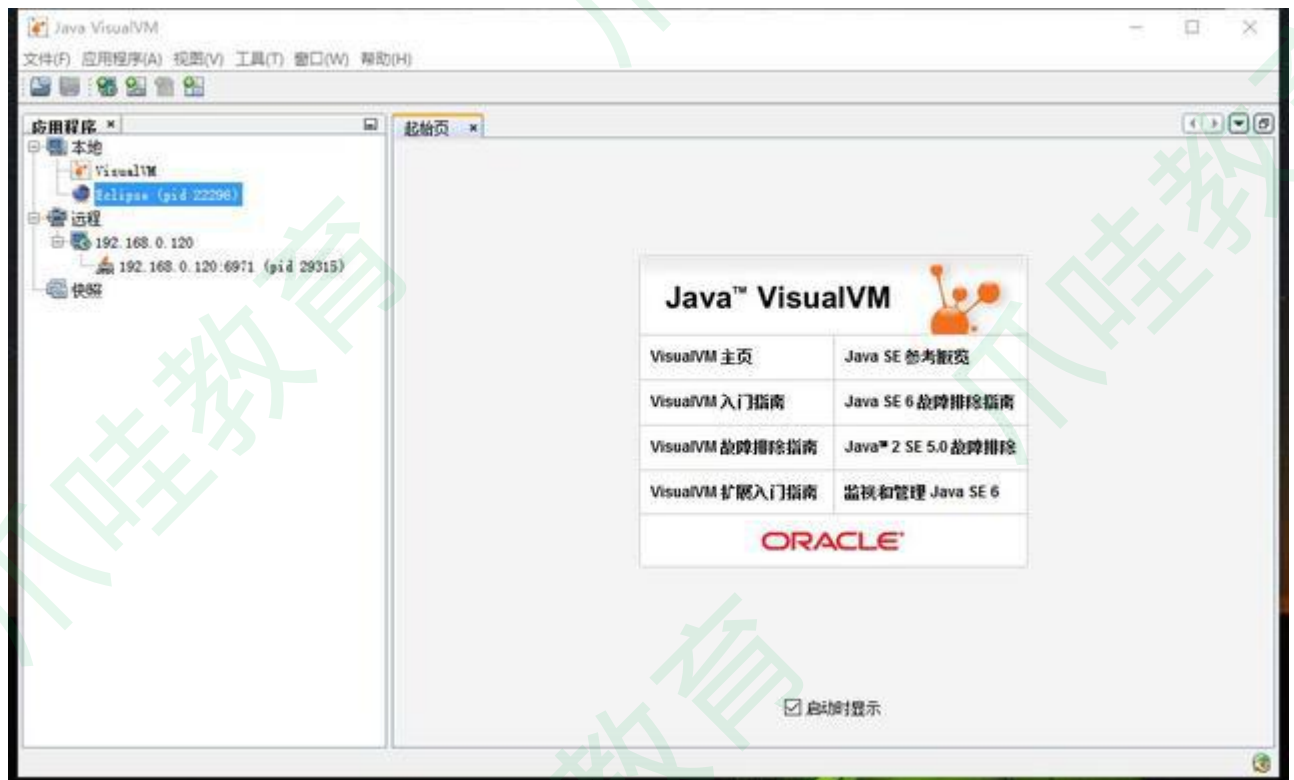 Java VisualVM
文件(F) 应用程序(A) 视图(V) 工具(T) 窗口(W) 帮助(H)
应用程序
起始页
本地
VisualVM
Eclipse (pid 22296)
远程
192.168.0.120
192.168.0.120:6971 (pid 29315)
快照
Java™ VisualVM
VisualVM 主页
Java SE 参考概览
VisualVM 入门指南
Java SE 6 故障排除指南
VisualVM 故障排除指南
Java™ 2 SE 5.0 故障排除
VisualVM 扩展入门指南
监视和管理 Java SE 6
ORACLE
启动时显示
爪哇教育